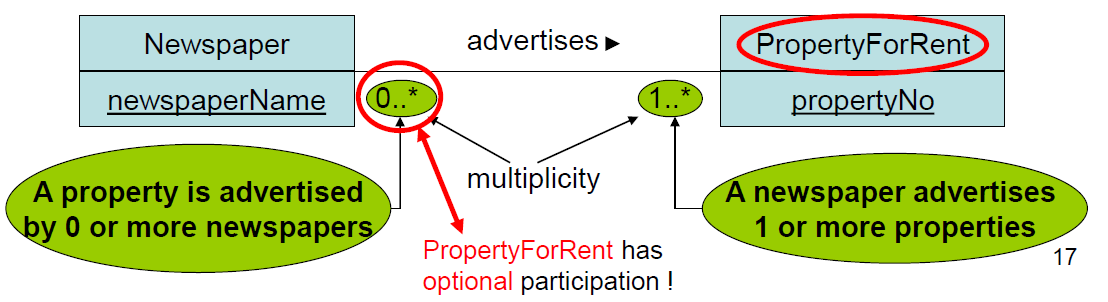 Newspaper
advertises ►
PropertyForRent
newspaperName
0..*
1..*
propertyNo
multiplicity
A property is advertised
by 0 or more newspapers
A newspaper advertises
1 or more properties
PropertyForRent has
optional participation !
17